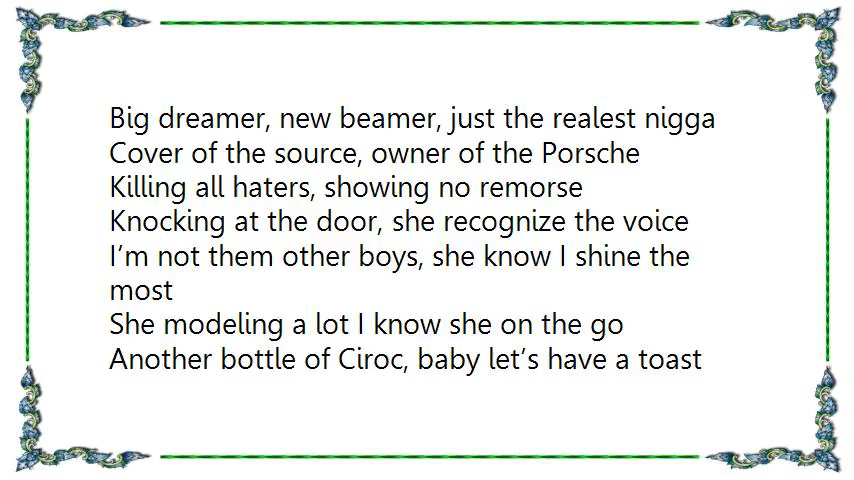 Big dreamer, new beamer, just the realest nigga
Cover of the source, owner of the Porsche
Killing all haters, showing no remorse
Knocking at the door, she recognize the voice
I’m not them other boys, she know I shine the
most
She modeling a lot I know she on the go
Another bottle of Ciroc, baby let’s have a toast